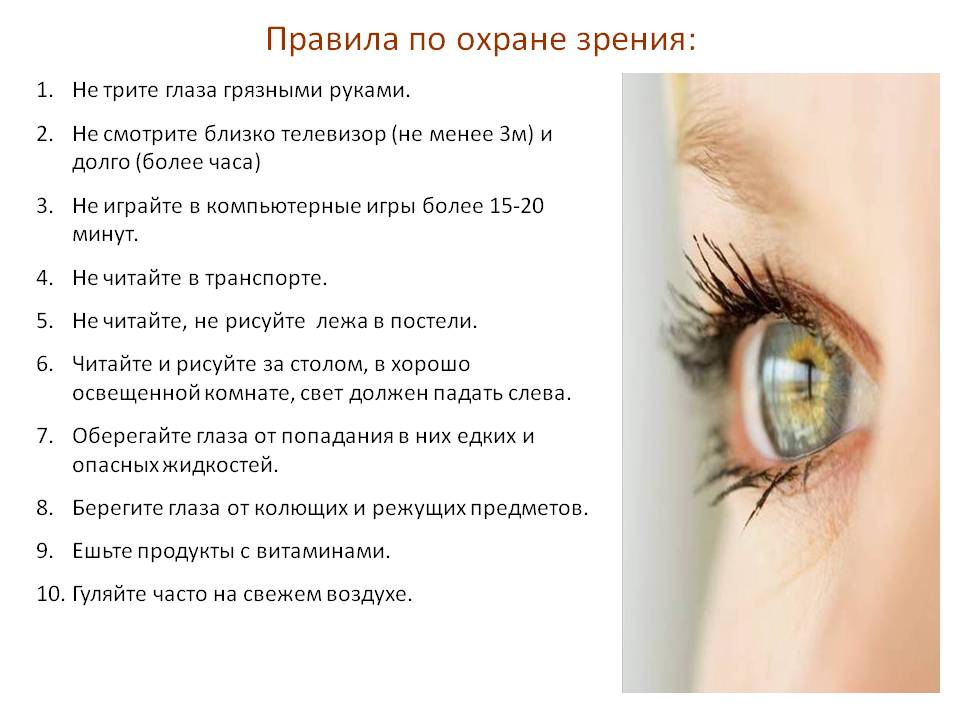 Правила по охране зрения:
1. Не трите глаза грязными руками.
2. Не смотрите близко телевизор (не менее 3м) и
долго (более часа)
3. Не играйте в компьютерные игры более 15-20
минут.
4. Не читайте в транспорте.
5. Не читайте, не рисуйте лежа в постели.
6. Читайте и рисуйте за столом, в хорошо
освещенной комнате, свет должен падать слева.
7. Оберегайте глаза от попадания в них едких и
опасных жидкостей.
8. Берегите глаза от колющих и режущих предметов.
9. Ешьте продукты с витаминами.
10. Гуляйте часто на свежем воздухе.